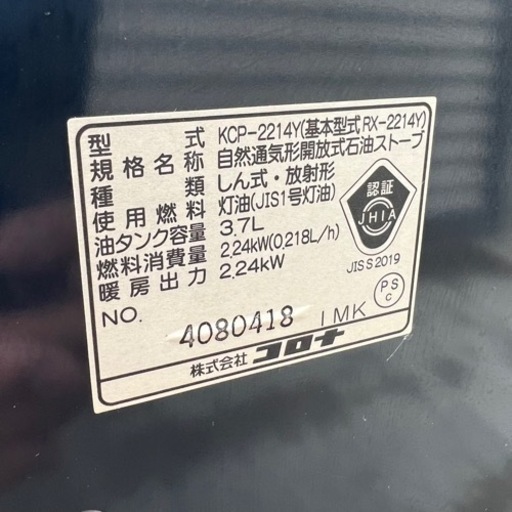 型式 KCP-2214Y(基本型式 RX-2214Y)
規格名称 自然通気形開放式石油ストーブ
種類 しん式・放射形
使用燃料 灯油(JIS1号灯油)
油タンク容量 3.7L
燃料消費量 2.24kW(0.218L/h)
暖房出力 2.24kW
NO. 4080418 IMK
株式会社 コロナ
認証
JHIA
JIS S 2019
PS
C